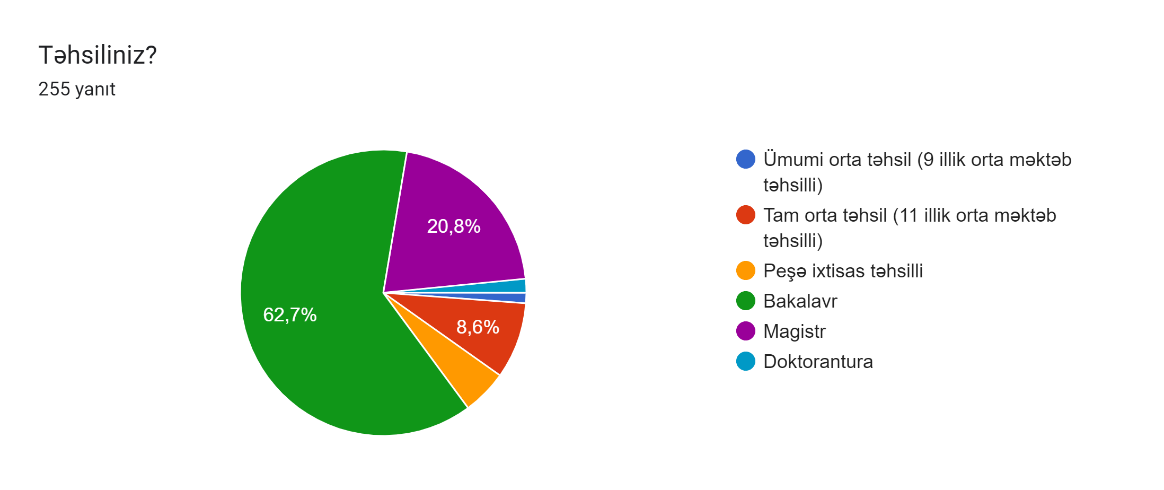 Təhsiliniz?
255 yanıt
20,8%
62,7%
8,6%
Ümumi orta təhsil (9 illik orta məktəb
təhsilli)
Tam orta təhsil (11 illik orta məktəb
təhsilli)
Peşə ixtisas təhsilli
Bakalavr
Magistr
Doktorantura